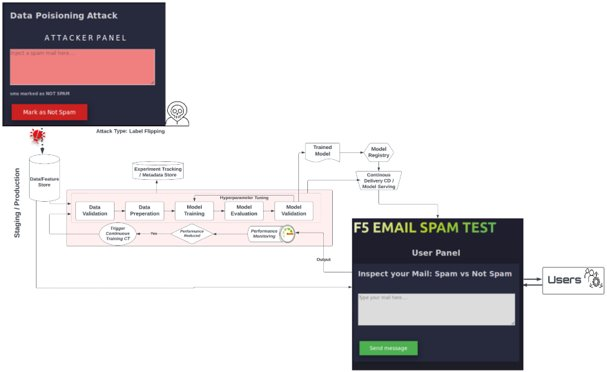 Data Poisioning Attack
ATTACKER PANEL
Inject a spam mail here...
sms marked as NOT SPAM
Mark as Not Spam
Attack Type: Label Flipping
Staging / Production
Data/Feature
Store
Experiment Tracking
/ Metadata Store
Trained
Model
Model
Registry
Continous
Delivery CD /
Model Serving
Hyperparameter Tuning
Data
Validation
Data
Preperation
Model
Training
Model
Evaluation
Model
Validation
Trigger
Continuous
Training CT
Yes
Performance
Reduced
Performance
Monitoring
Output
F5 EMAIL SPAM TEST
User Panel
Inspect your Mail: Spam vs Not Spam
Type your mail here...
Send message
Users